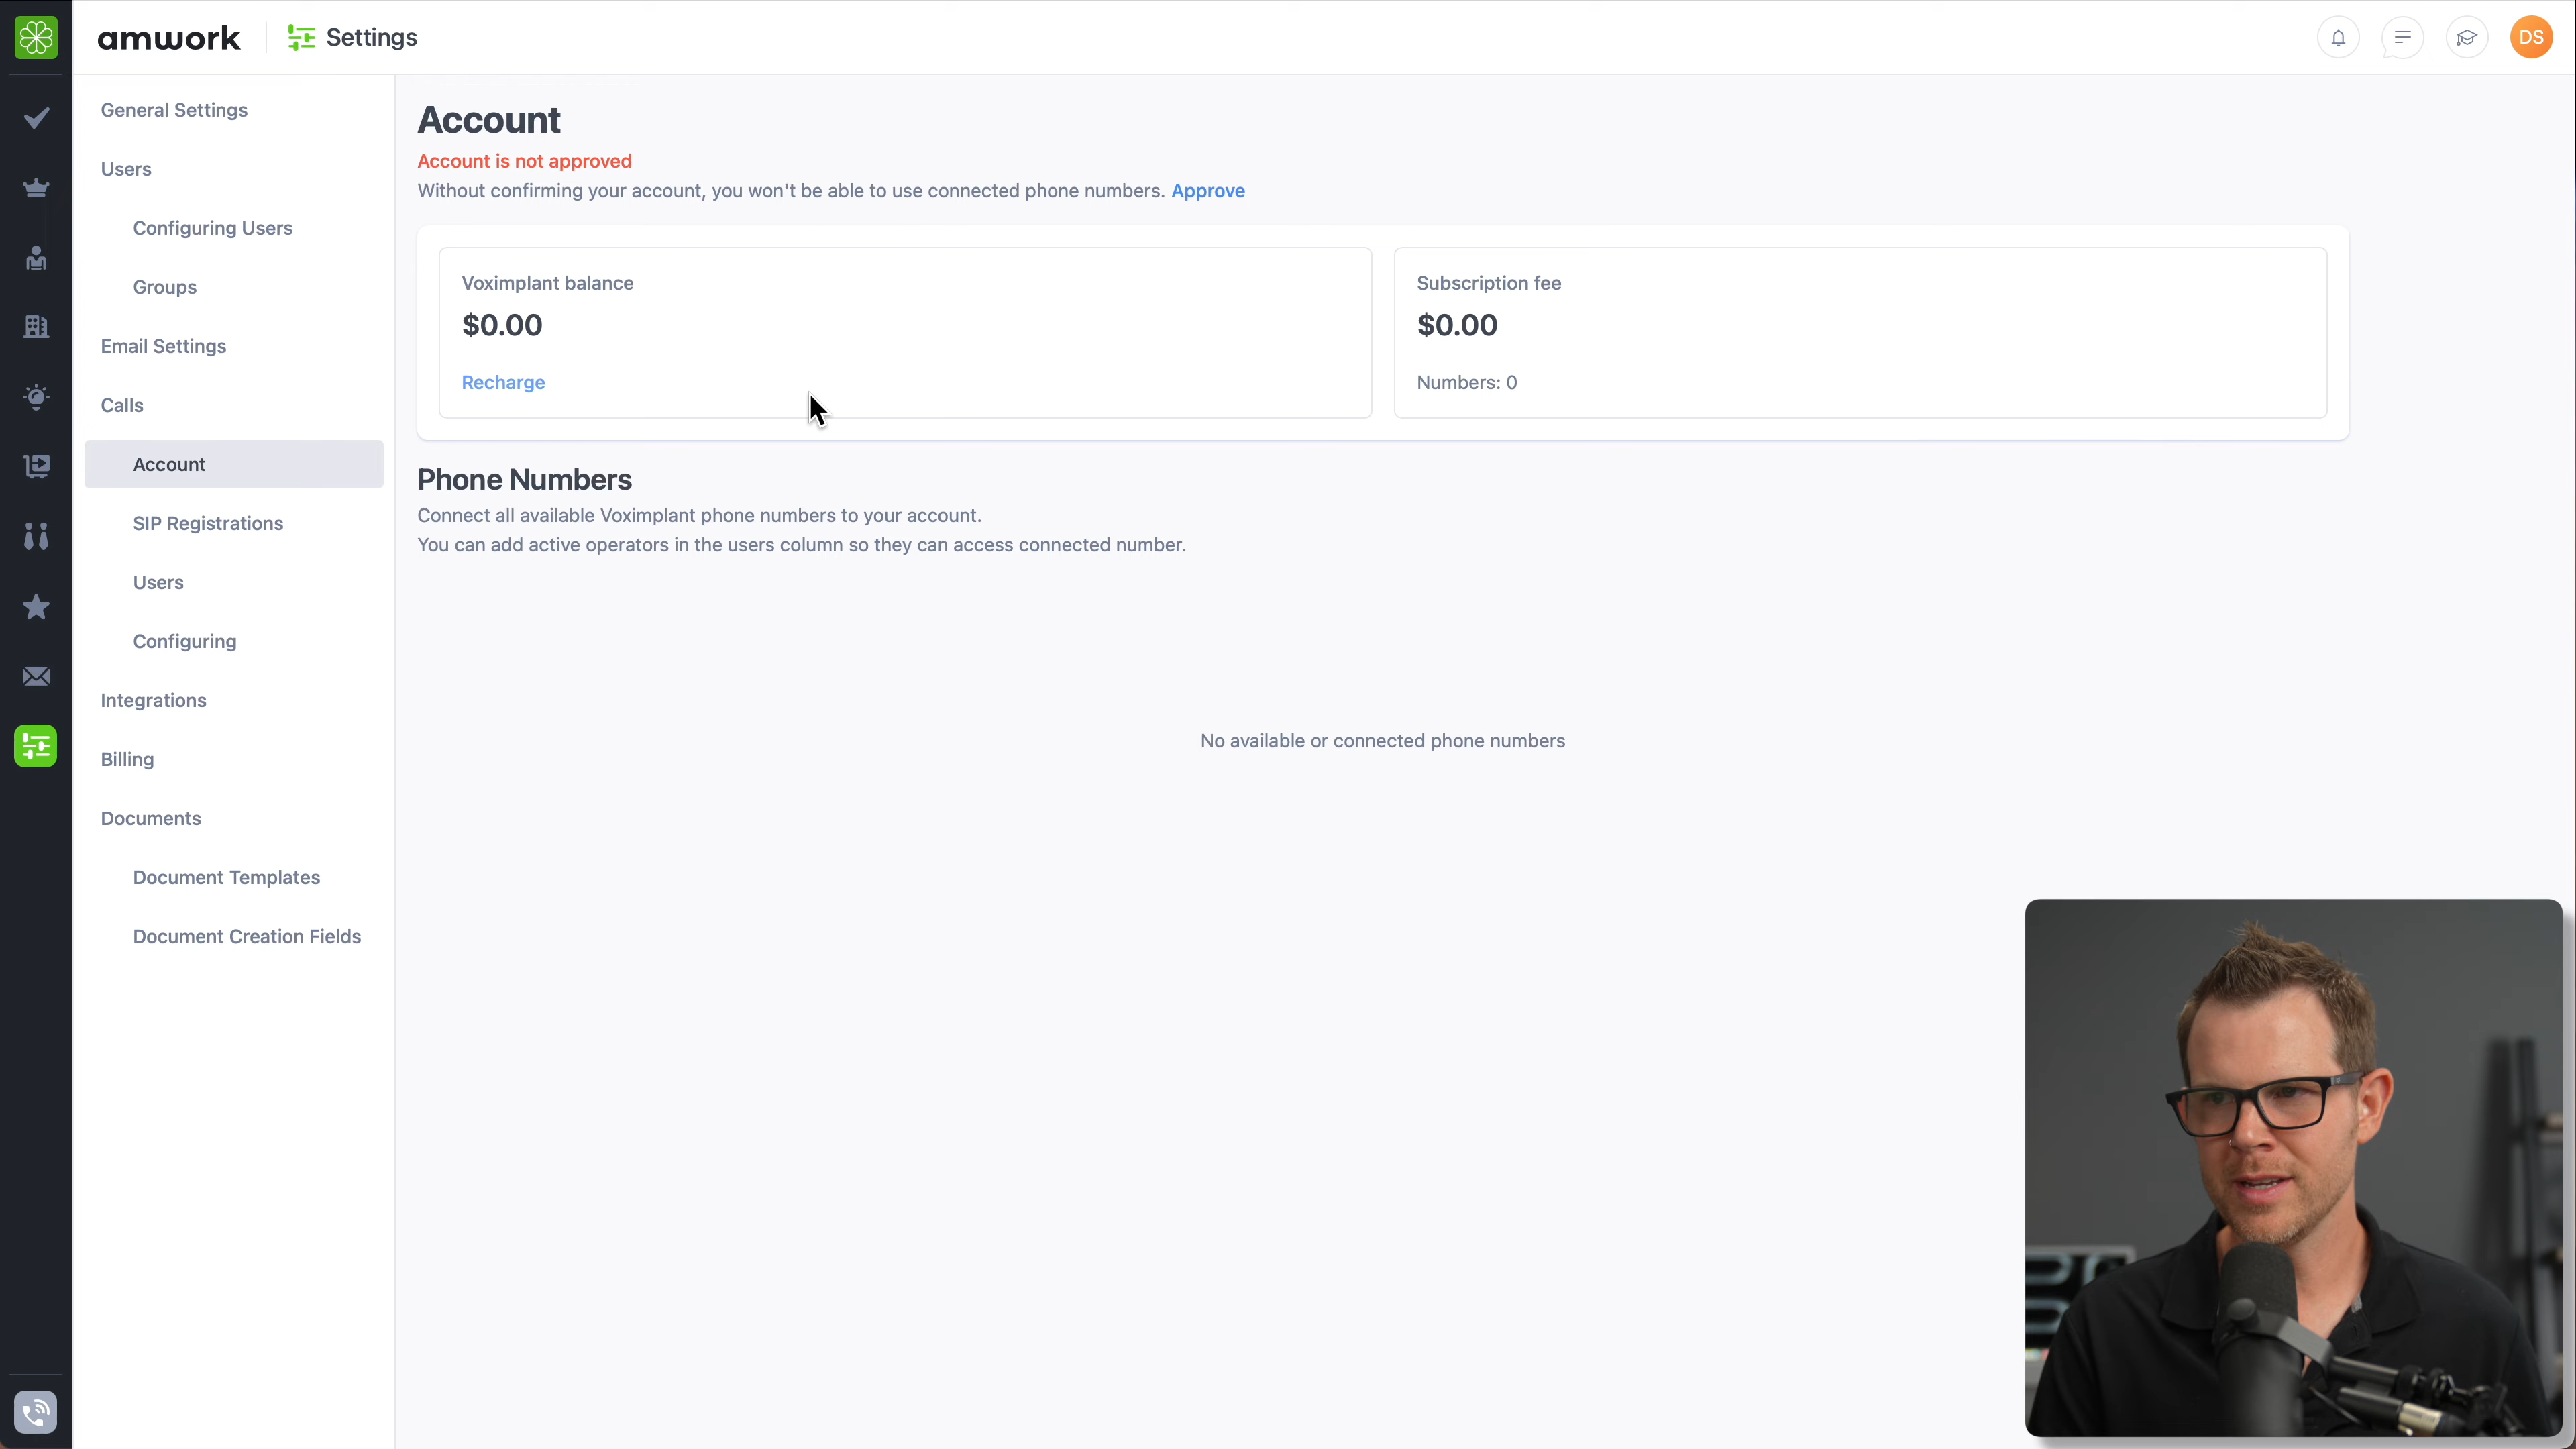 amwork
Settings
DS
General Settings
Users
Configuring Users
Groups
Email Settings
Calls
Account
SIP Registrations
Users
Configuring
Integrations
Billing
Documents
Document Templates
Document Creation Fields
Account
Account is not approved
Without confirming your account, you won't be able to use connected phone numbers. Approve
Voximplant balance
$0.00
Recharge
Subscription fee
$0.00
Numbers: 0
Phone Numbers
Connect all available Voximplant phone numbers to your account.
You can add active operators in the users column so they can access connected number.
No available or connected phone numbers